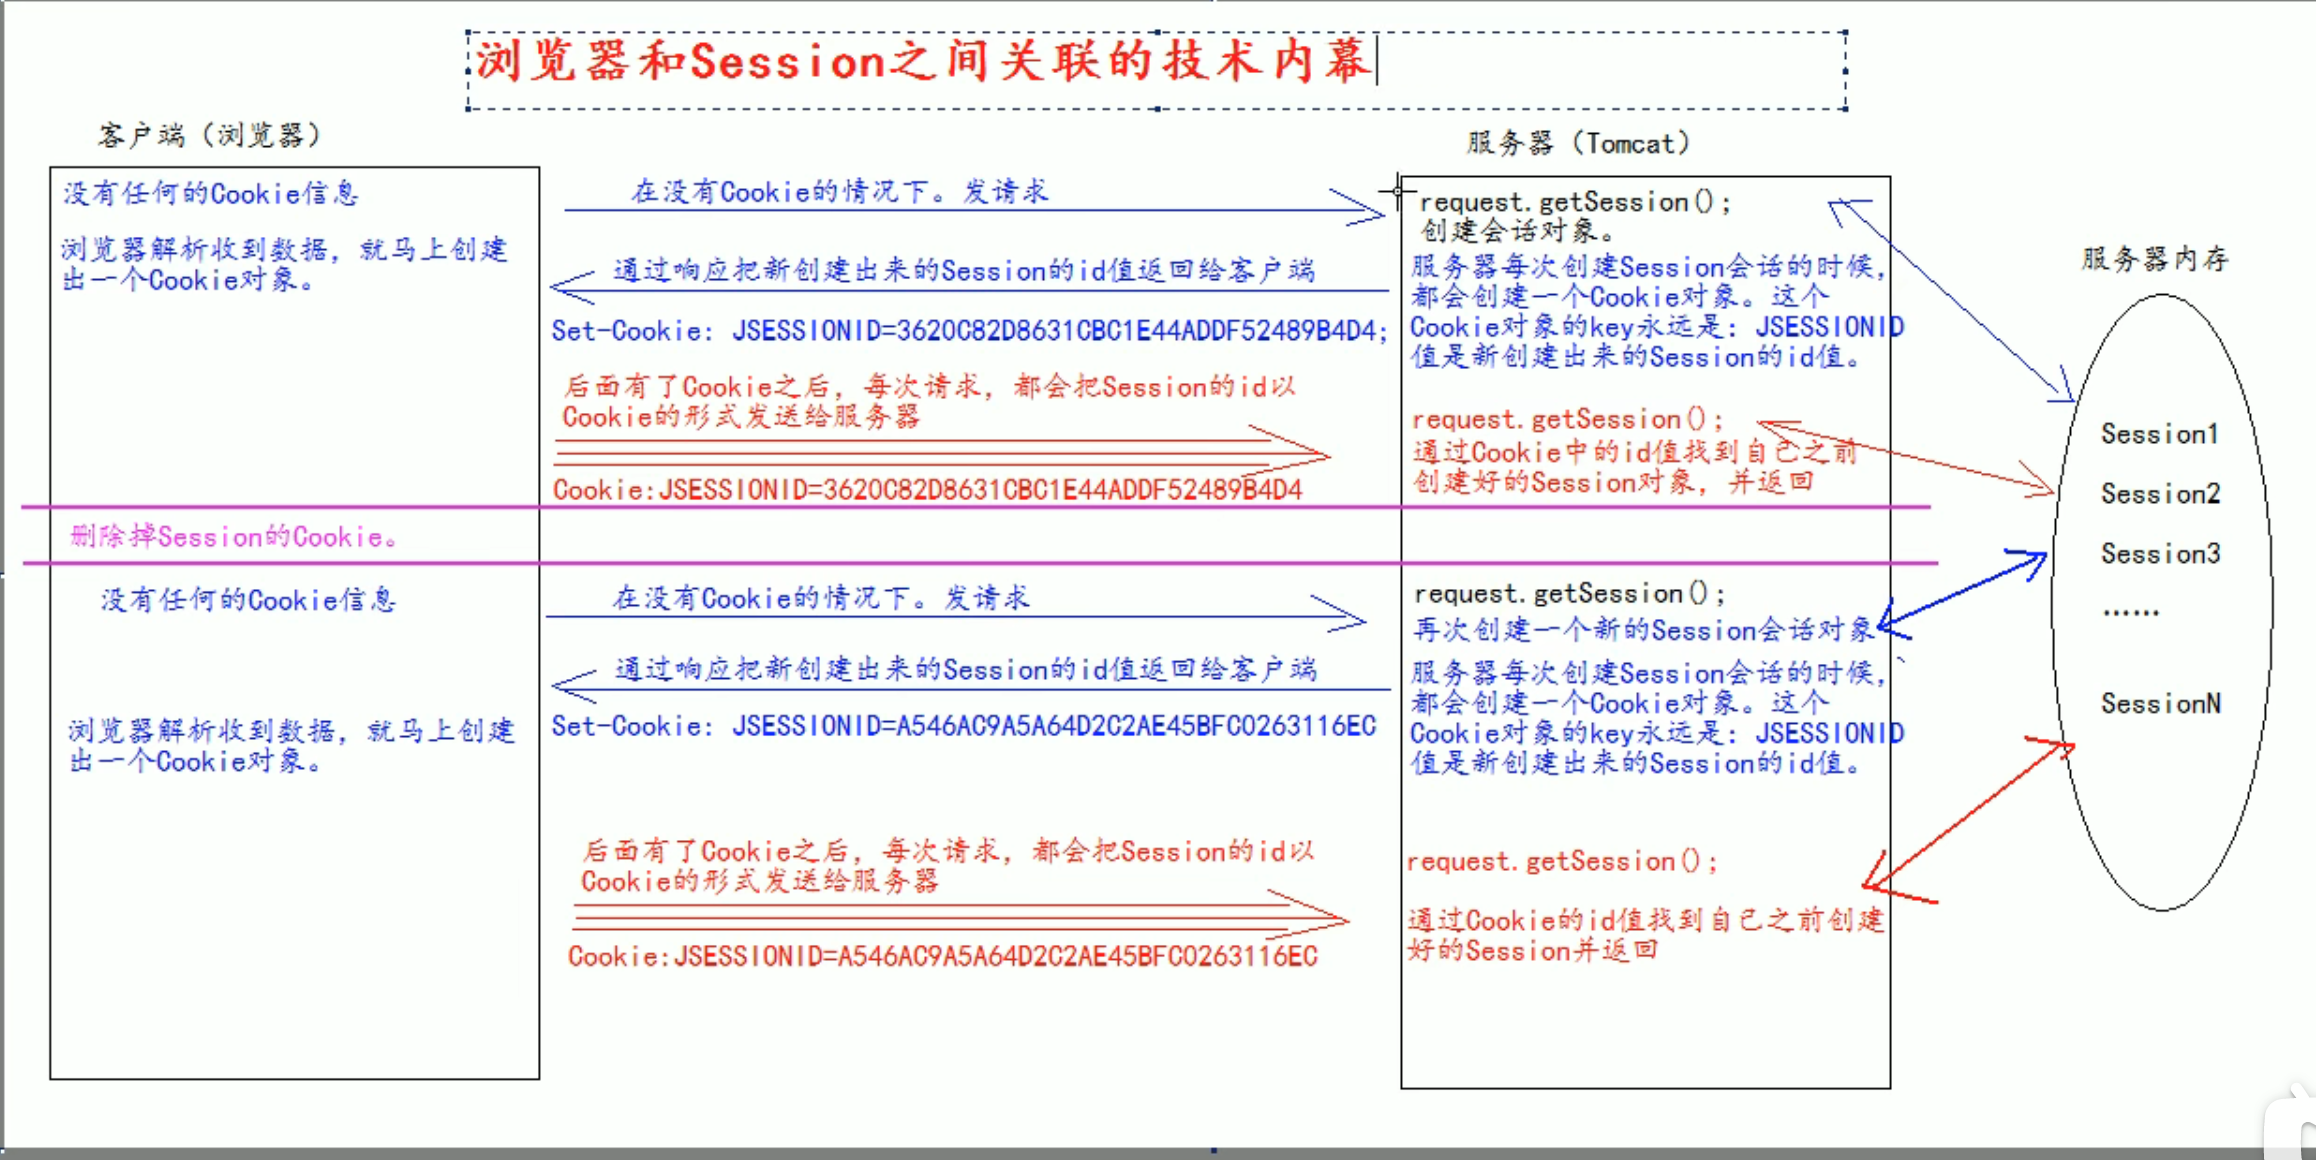 浏览器和Session之间关联的技术内幕
客户端（浏览器）
没有任何的Cookie信息
浏览器解析收到数据，就马上创建
出一个Cookie对象。
在没有Cookie的情况下。发请求
通过响应把新创建出来的Session的id值返回给客户端
Set-Cookie: JSESSIONID=3620C82D8631CBC1E44ADDF52489B4D4;
后面有了Cookie之后，每次请求，都会把Session的id以
Cookie的形式发送给服务器
Cookie:JSESSIONID=3620C82D8631CBC1E44ADDF52489B4D4
服务器（Tomcat）
request.getSession();
创建会话对象。
服务器每次创建Session会话的时候，
都会创建一个Cookie对象。这个
Cookie对象的key永远是：JSESSIONID
值是新创建出来的Session的id值。
request.getSession();
通过Cookie中的id值找到自己之前
创建好的Session对象，并返回
服务器内存
Session1
Session2
Session3
......
SessionN
删除掉Session的Cookie。
没有任何的Cookie信息
浏览器解析收到数据，就马上创建
出一个Cookie对象。
在没有Cookie的情况下。发请求
通过响应把新创建出来的Session的id值返回给客户端
Set-Cookie: JSESSIONID=A546AC9A5A64D2C2AE45BFC0263116EC
后面有了Cookie之后，每次请求，都会把Session的id以
Cookie的形式发送给服务器
Cookie:JSESSIONID=A546AC9A5A64D2C2AE45BFC0263116EC
request.getSession();
再次创建一个新的Session会话对象
服务器每次创建Session会话的时候，
都会创建一个Cookie对象。这个
Cookie对象的key永远是：JSESSIONID
值是新创建出来的Session的id值。
request.getSession();
通过Cookie的id值找到自己之前创建
好的Session并返回